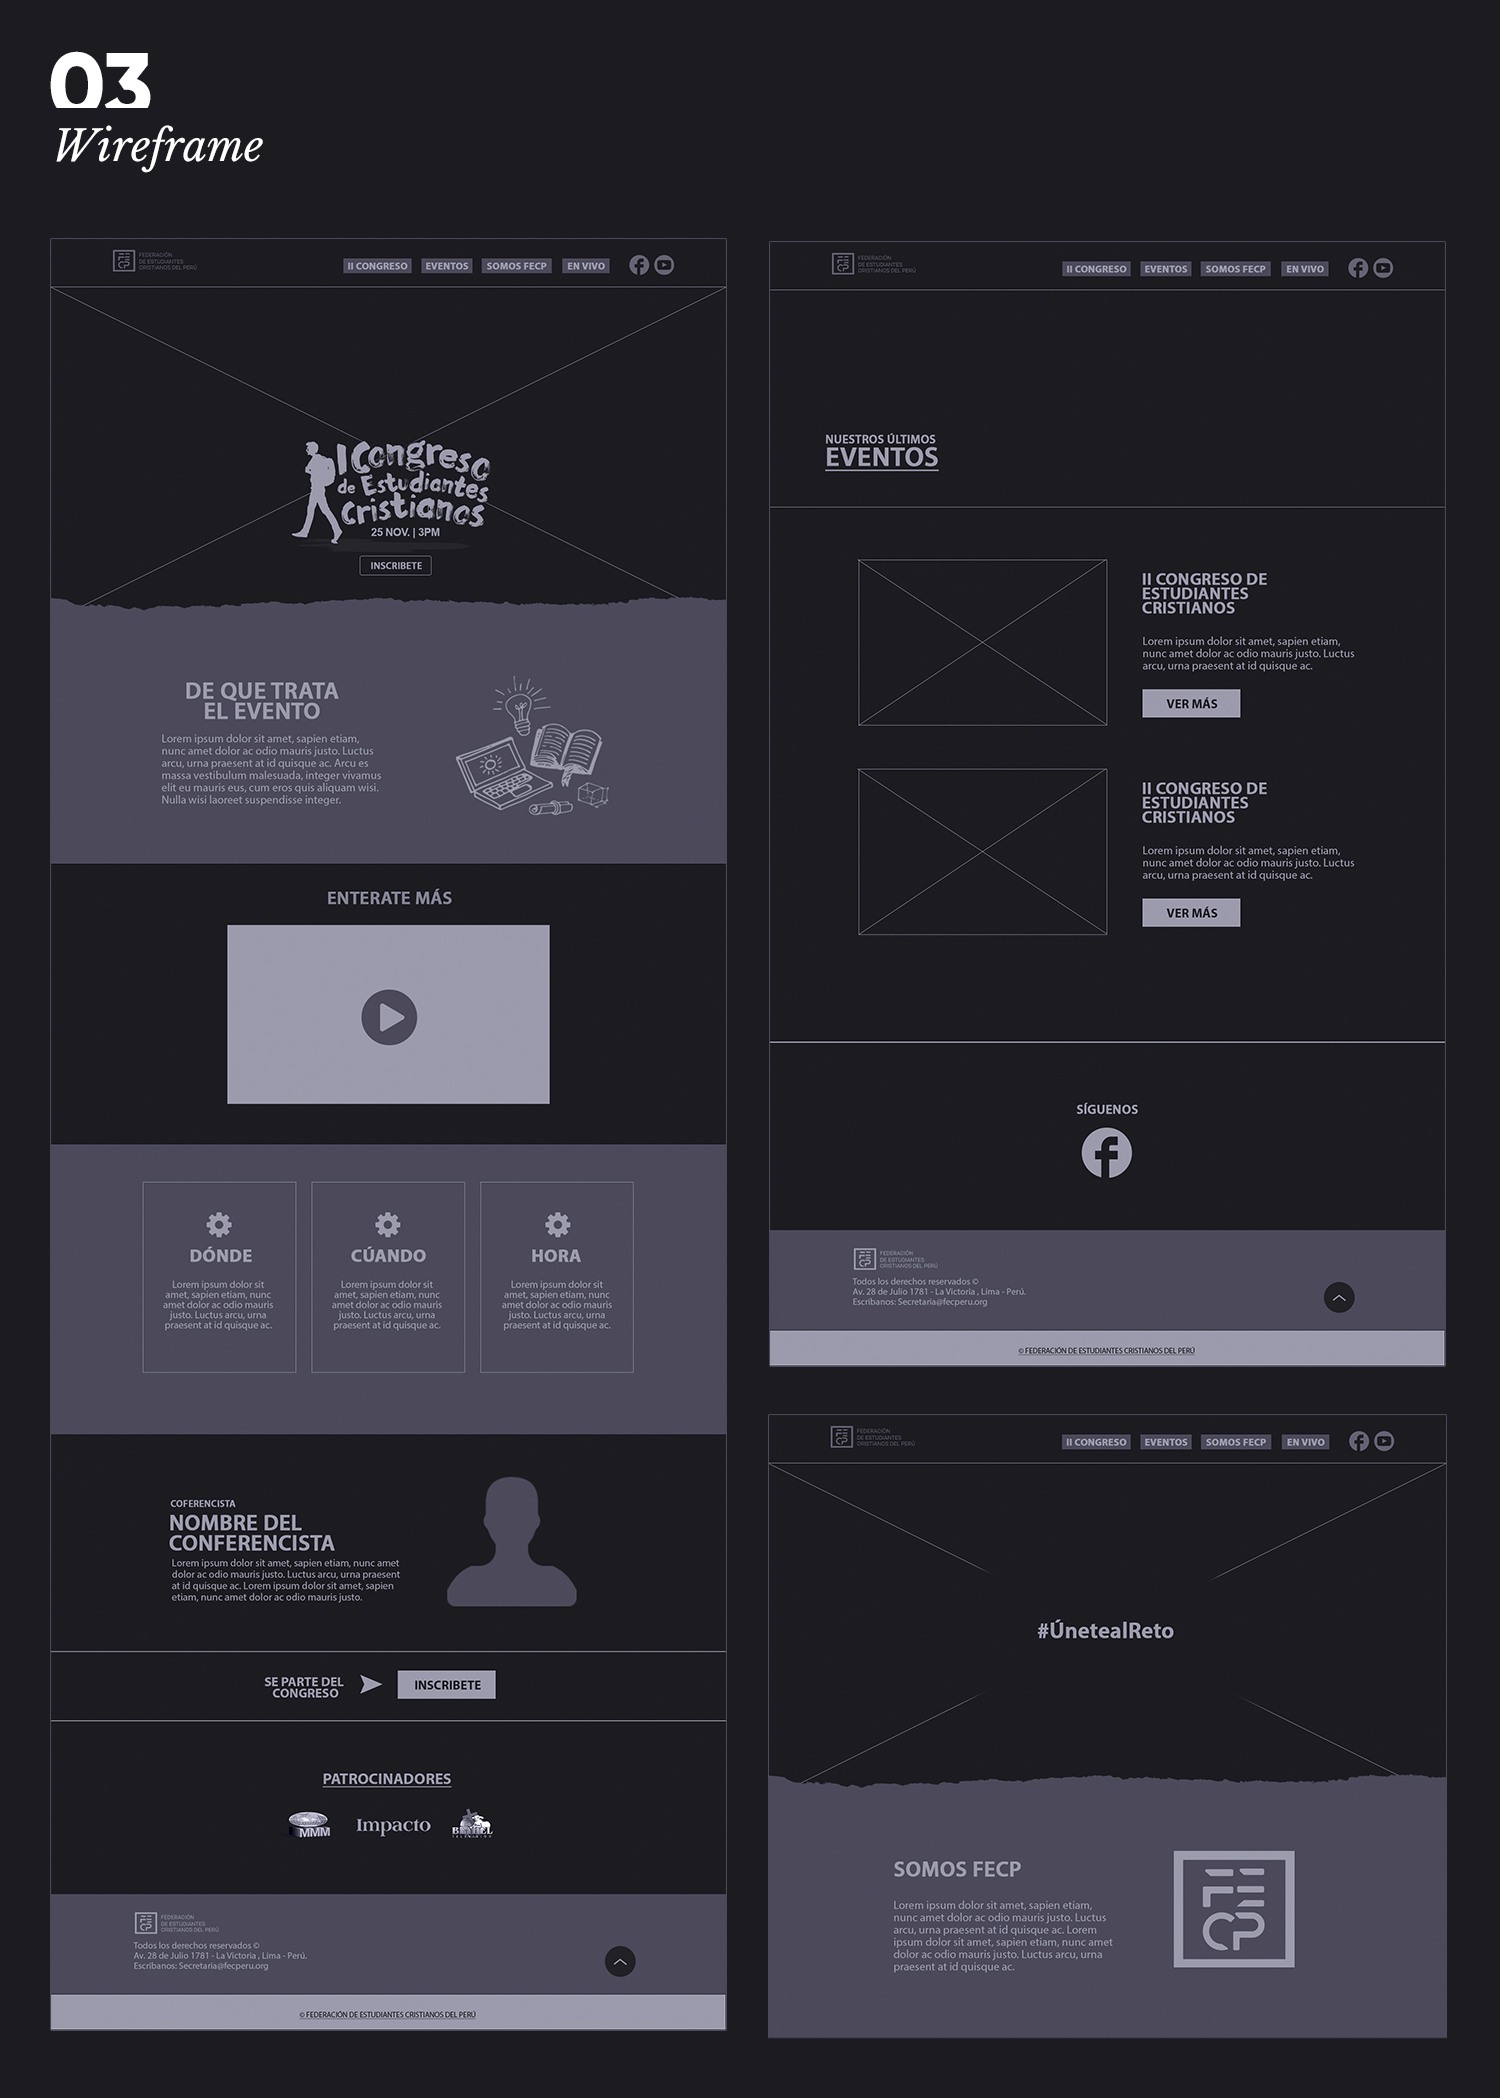 03
Wireframe
FEDERACIÓN
DE ESTUDIANTES
CRISTIANOS DEL PERÚ
II CONGRESO EVENTOS SOMOS FECP EN VIVO
I Congreso
de Estudiantes
Cristianos
25 NOV. | 3PM
INSCRIBETE
DE QUE TRATA
EL EVENTO
Lorem ipsum dolor sit amet, sapien etiam,
nunc amet dolor ac odio mauris justo. Luctus
arcu, urna praesent at id quisque ac. Arcu es
massa vestibulum malesuada, integer vivamus
elit eu mauris eus, cum eros quis aliquam wisi.
Nulla wisi laoreet suspendisse integer.
ENTERATE MÁS
DÓNDE
Lorem ipsum dolor sit
amet, sapien etiam, nunc
amet dolor ac odio mauris
justo. Luctus arcu, urna
praesent at id quisque ac.
CÚANDO
Lorem ipsum dolor sit
amet, sapien etiam, nunc
amet dolor ac odio mauris
justo. Luctus arcu, urna
praesent at id quisque ac.
HORA
Lorem ipsum dolor sit
amet, sapien etiam, nunc
amet dolor ac odio mauris
justo. Luctus arcu, urna
praesent at id quisque ac.
COFERENCISTA
NOMBRE DEL
CONFERENCISTA
Lorem ipsum dolor sit amet, sapien etiam, nunc amet
dolor ac odio mauris justo. Luctus arcu, urna praesent
at id quisque ac. Lorem ipsum dolor sit amet, sapien
etiam, nunc amet dolor ac odio mauris justo.
SE PARTE DEL
CONGRESO
INSCRIBETE
PATROCINADORES
MMM
Impacto
BETHEL
TELEVISIÓN
FECP
FEDERACIÓN
DE ESTUDIANTES
CRISTIANOS DEL PERÚ
Todos los derechos reservados ©
Av. 28 de Julio 1781 - La Victoria , Lima - Perú.
Escribanos: Secretaria@fecperu.org
© FEDERACIÓN DE ESTUDIANTES CRISTIANOS DEL PERÚ
FECP
FEDERACIÓN
DE ESTUDIANTES
CRISTIANOS DEL PERÚ
II CONGRESO EVENTOS SOMOS FECP EN VIVO
NUESTROS ÚLTIMOS
EVENTOS
II CONGRESO DE
ESTUDIANTES
CRISTIANOS
Lorem ipsum dolor sit amet, sapien etiam,
nunc amet dolor ac odio mauris justo. Luctus
arcu, urna praesent at id quisque ac.
VER MÁS
II CONGRESO DE
ESTUDIANTES
CRISTIANOS
Lorem ipsum dolor sit amet, sapien etiam,
nunc amet dolor ac odio mauris justo. Luctus
arcu, urna praesent at id quisque ac.
VER MÁS
SÍGUENOS
FECP
FEDERACIÓN
DE ESTUDIANTES
CRISTIANOS DEL PERÚ
Todos los derechos reservados ©
Av. 28 de Julio 1781 - La Victoria , Lima - Perú.
Escribanos: Secretaria@fecperu.org
© FEDERACIÓN DE ESTUDIANTES CRISTIANOS DEL PERÚ
FECP
FEDERACIÓN
DE ESTUDIANTES
CRISTIANOS DEL PERÚ
II CONGRESO EVENTOS SOMOS FECP EN VIVO
#ÚnetealReto
SOMOS FECP
Lorem ipsum dolor sit amet, sapien etiam,
nunc amet dolor ac odio mauris justo. Luctus
arcu, urna praesent at id quisque ac. Lorem
ipsum dolor sit amet, sapien etiam, nunc amet
dolor ac odio mauris justo. Luctus arcu, urna
praesent at id quisque ac.
FE
CP